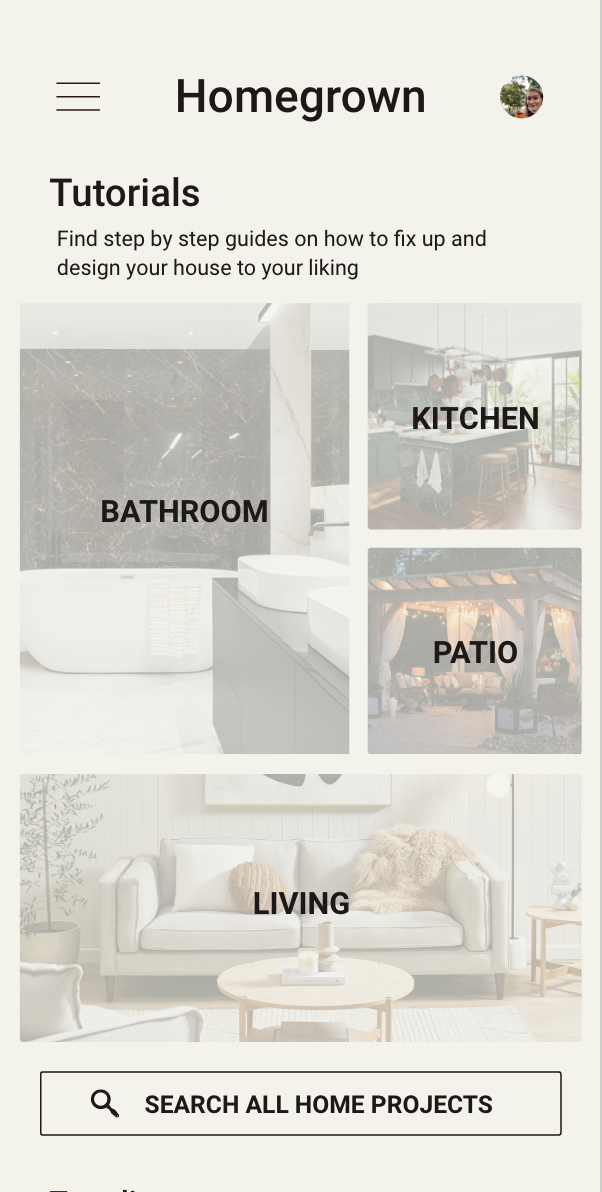 Homegrown
Tutorials
Find step by step guides on how to fix up and
design your house to your liking
KITCHEN
BATHROOM
PATIO
LIVING
SEARCH ALL HOME PROJECTS